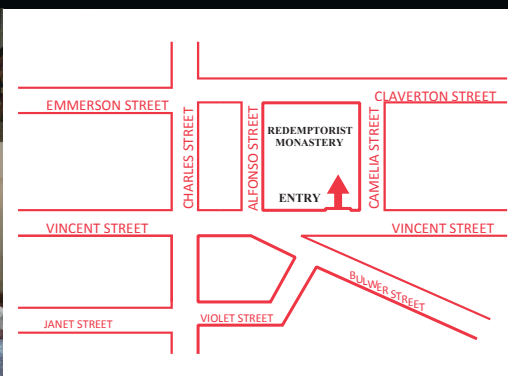 CLAVERTON STREET
EMMERSON STREET
CHARLES STREET
ALFONSO STREET
REDEMPTORIST
MONASTERY
CAMELIA STREET
ENTRY
VINCENT STREET
VINCENT STREET
BULWER STREET
JANET STREET
VIOLET STREET